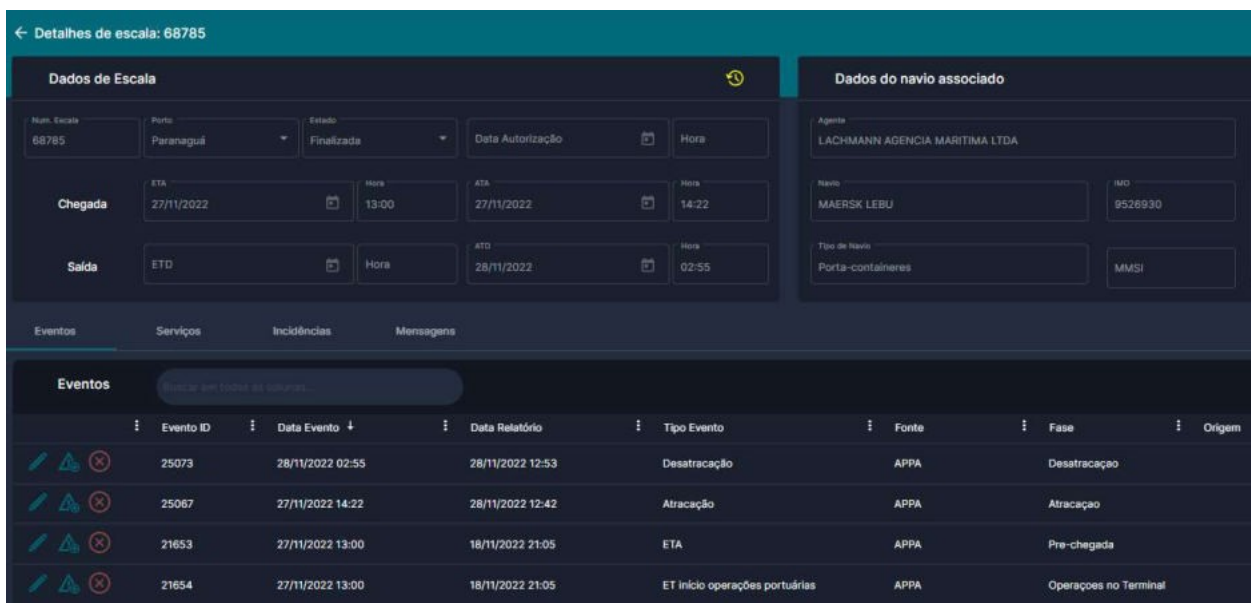 ← Detalhes de escala: 68785
Dados de Escala
Dados do navio associado
Num. Escala
Porto
Estado
68785
Paranaguá
Finalizada
Data Autorização
Hora
Agente
LACHMANN AGENCIA MARITIMA LTDA
Chegada
ETA
27/11/2022
Hora
13:00
ATA
27/11/2022
Hora
14:22
Navio
MAERSK LEBU
IMO
9526930
Saída
ETD
Hora
ATD
28/11/2022
Hora
02:55
Tipo de Navio
Porta-containeres
MMSI
Eventos Serviços Incidências Mensagens
Eventos
Buscar em todas as colunas...
Evento ID Data Evento ↓ Data Relatório Tipo Evento Fonte Fase Origem
25073 28/11/2022 02:55 28/11/2022 12:53 Desatracação APPA Desatracaçao
25067 27/11/2022 14:22 28/11/2022 12:42 Atracação APPA Atracaçao
21653 27/11/2022 13:00 18/11/2022 21:05 ETA APPA Pre-chegada
21654 27/11/2022 13:00 18/11/2022 21:05 ET início operações portuárias APPA Operaçoes no Terminal